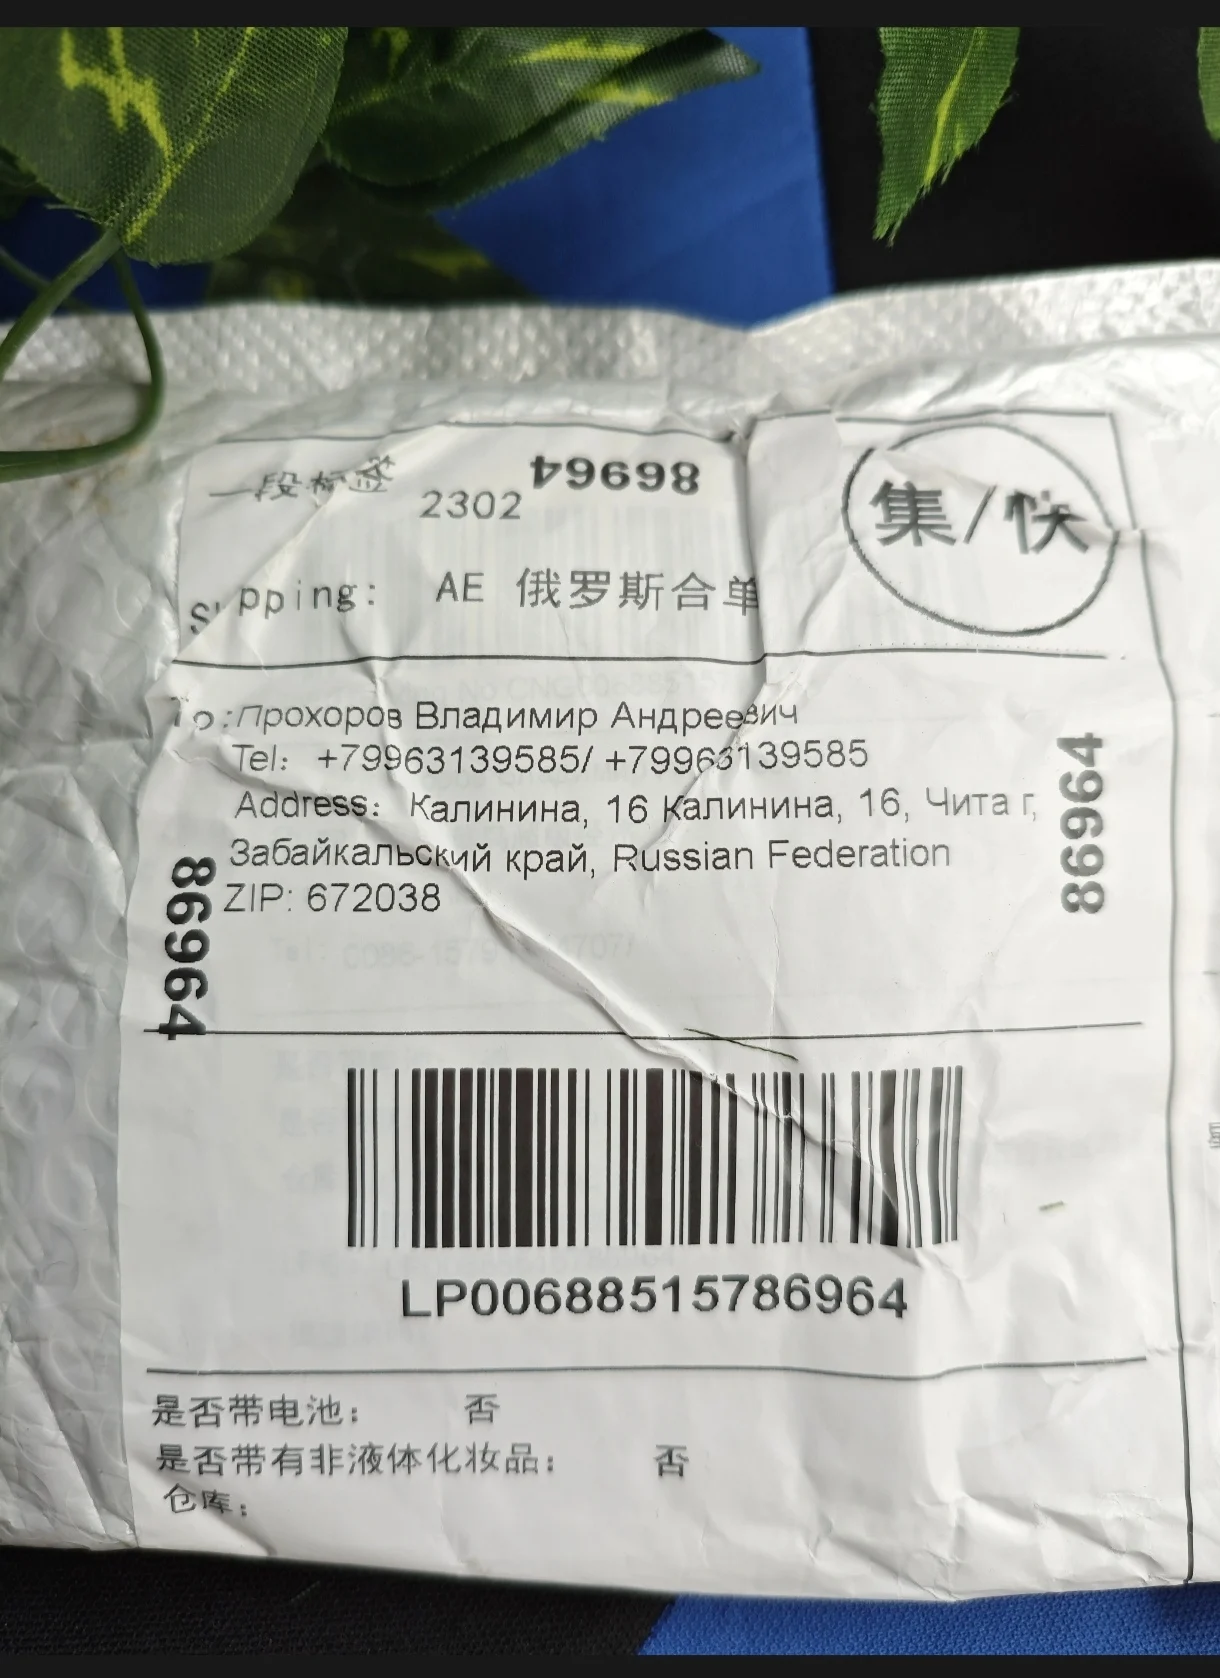 一段标签 2302 86964
集/快
pping: AE 俄罗斯合单
To:Прохоров Владимир Андреевич
Tel: +79963139585/ +79963139585
Address: Калинина, 16 Калинина, 16, Чита г,
Забайкальский край, Russian Federation
ZIP: 672038
86964
86964
LP00688515786964
是否带电池: 否
是否带有非液体化妆品: 否
仓库: